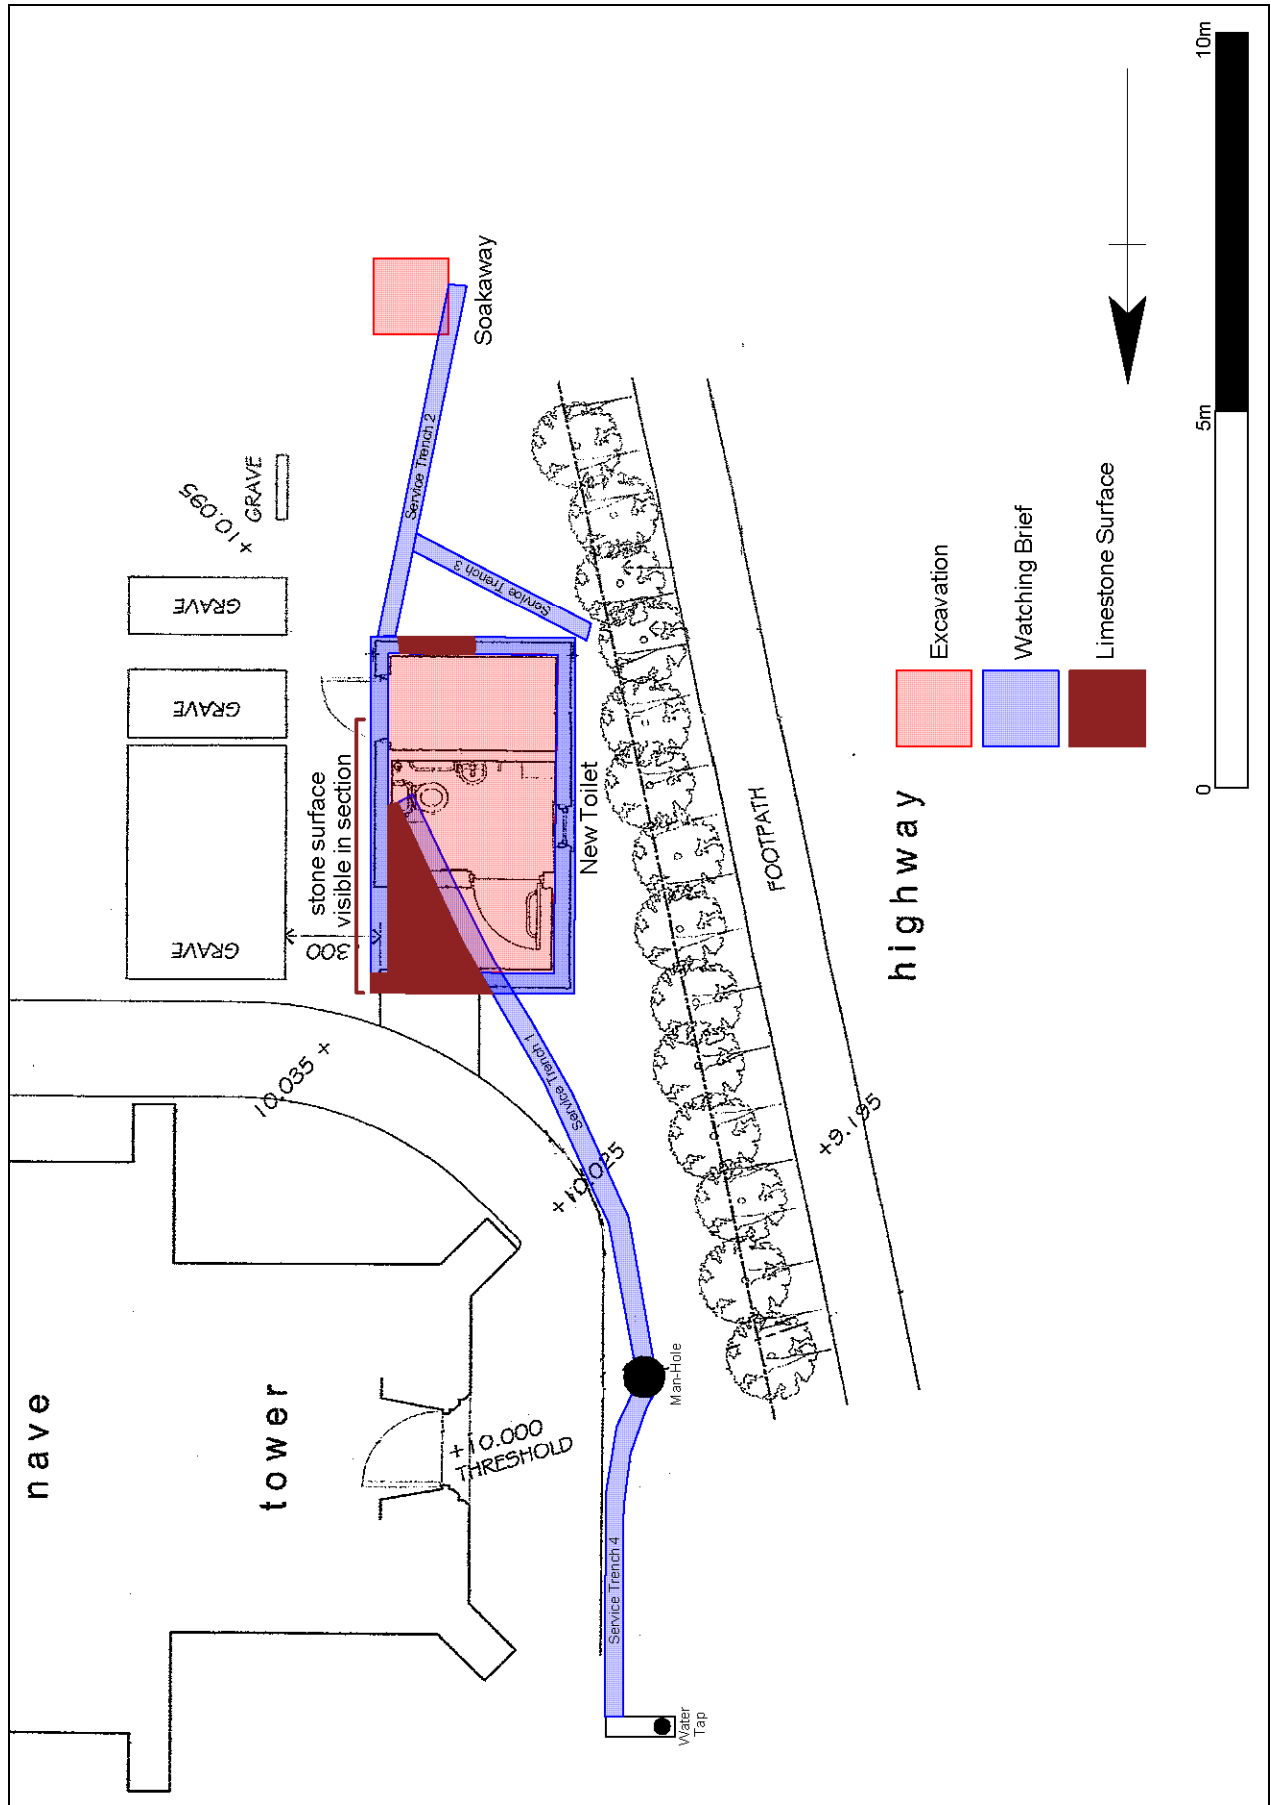 nave
tower
10.035 +
+10.025
+10.000
THRESHOLD
GRAVE
GRAVE
GRAVE
GRAVE
+10.095
300
stone surface
visible in section
New Toilet
Soakaway
Service Trench 1
Service Trench 2
Service Trench 3
Service Trench 4
Man-Hole
Water
Tap
FOOTPATH
+9.195
highway
Excavation
Watching Brief
Limestone Surface
0
5m
10m